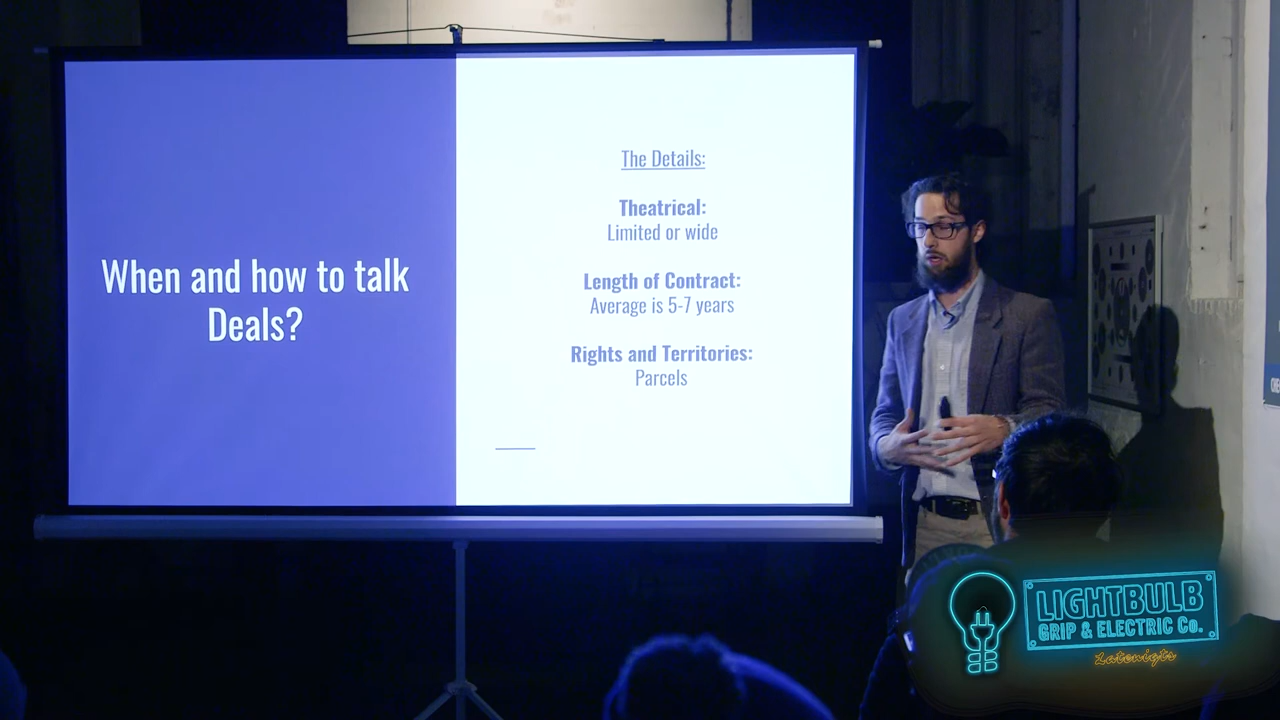 When and how to talk
Deals?
The Details:
Theatrical:
Limited or wide
Length of Contract:
Average is 5-7 years
Rights and Territories:
Parcels
LIGHTBULB
GRIP & ELECTRIC Co.
Latenigts